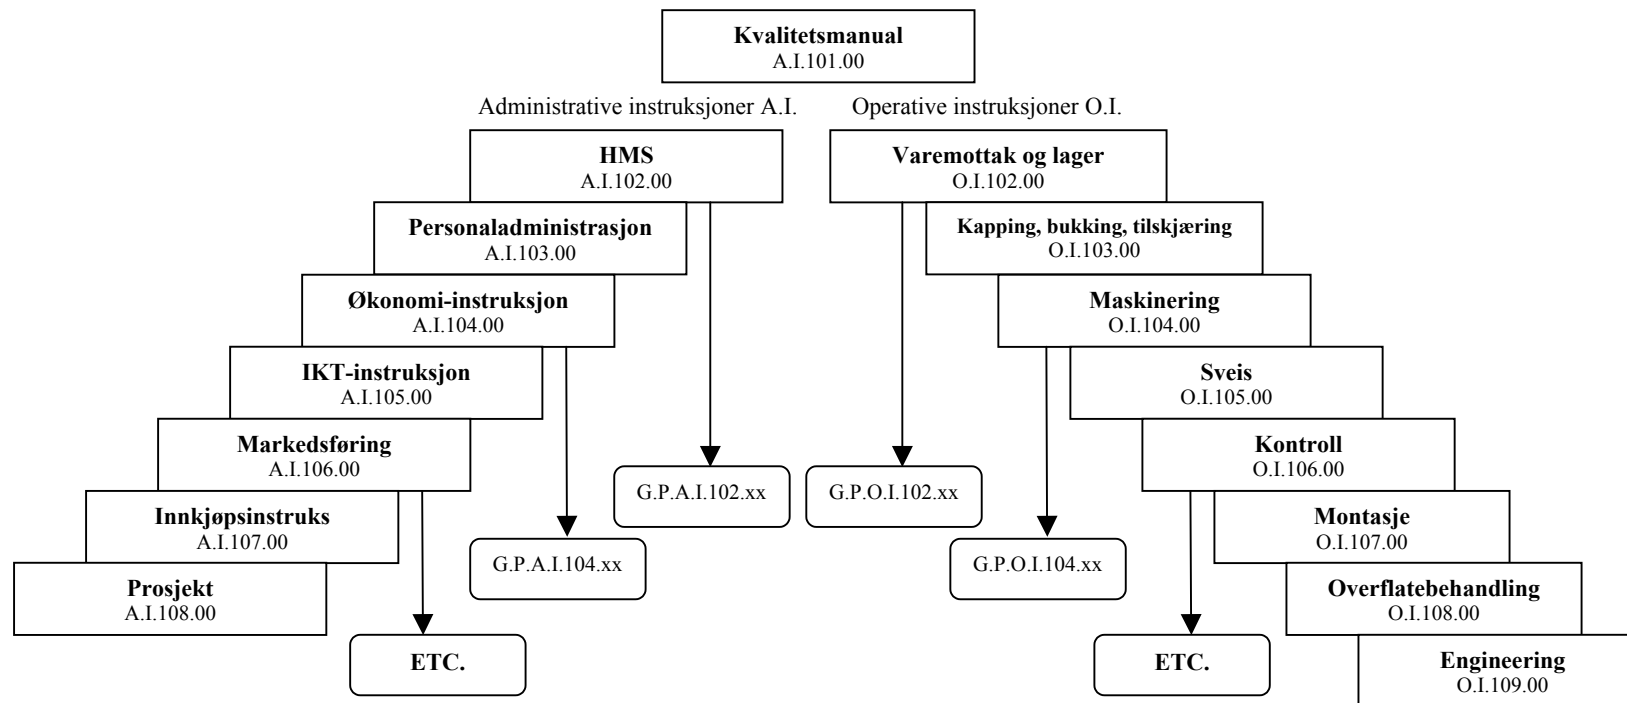 Kvalitetsmanual
A.I.101.00
Administrative instruksjoner A.I.
Operative instruksjoner O.I.
HMS
A.I.102.00
Personaladministrasjon
A.I.103.00
Økonomi-instruksjon
A.I.104.00
IKT-instruksjon
A.I.105.00
Markedsføring
A.I.106.00
Innkjøpsinstruks
A.I.107.00
Prosjekt
A.I.108.00
G.P.A.I.102.xx
G.P.A.I.104.xx
ETC.
Varemottak og lager
O.I.102.00
Kapping, bukking, tilskjæring
O.I.103.00
Maskinering
O.I.104.00
Sveis
O.I.105.00
Kontroll
O.I.106.00
Montasje
O.I.107.00
Overflatebehandling
O.I.108.00
Engineering
O.I.109.00
G.P.O.I.102.xx
G.P.O.I.104.xx
ETC.